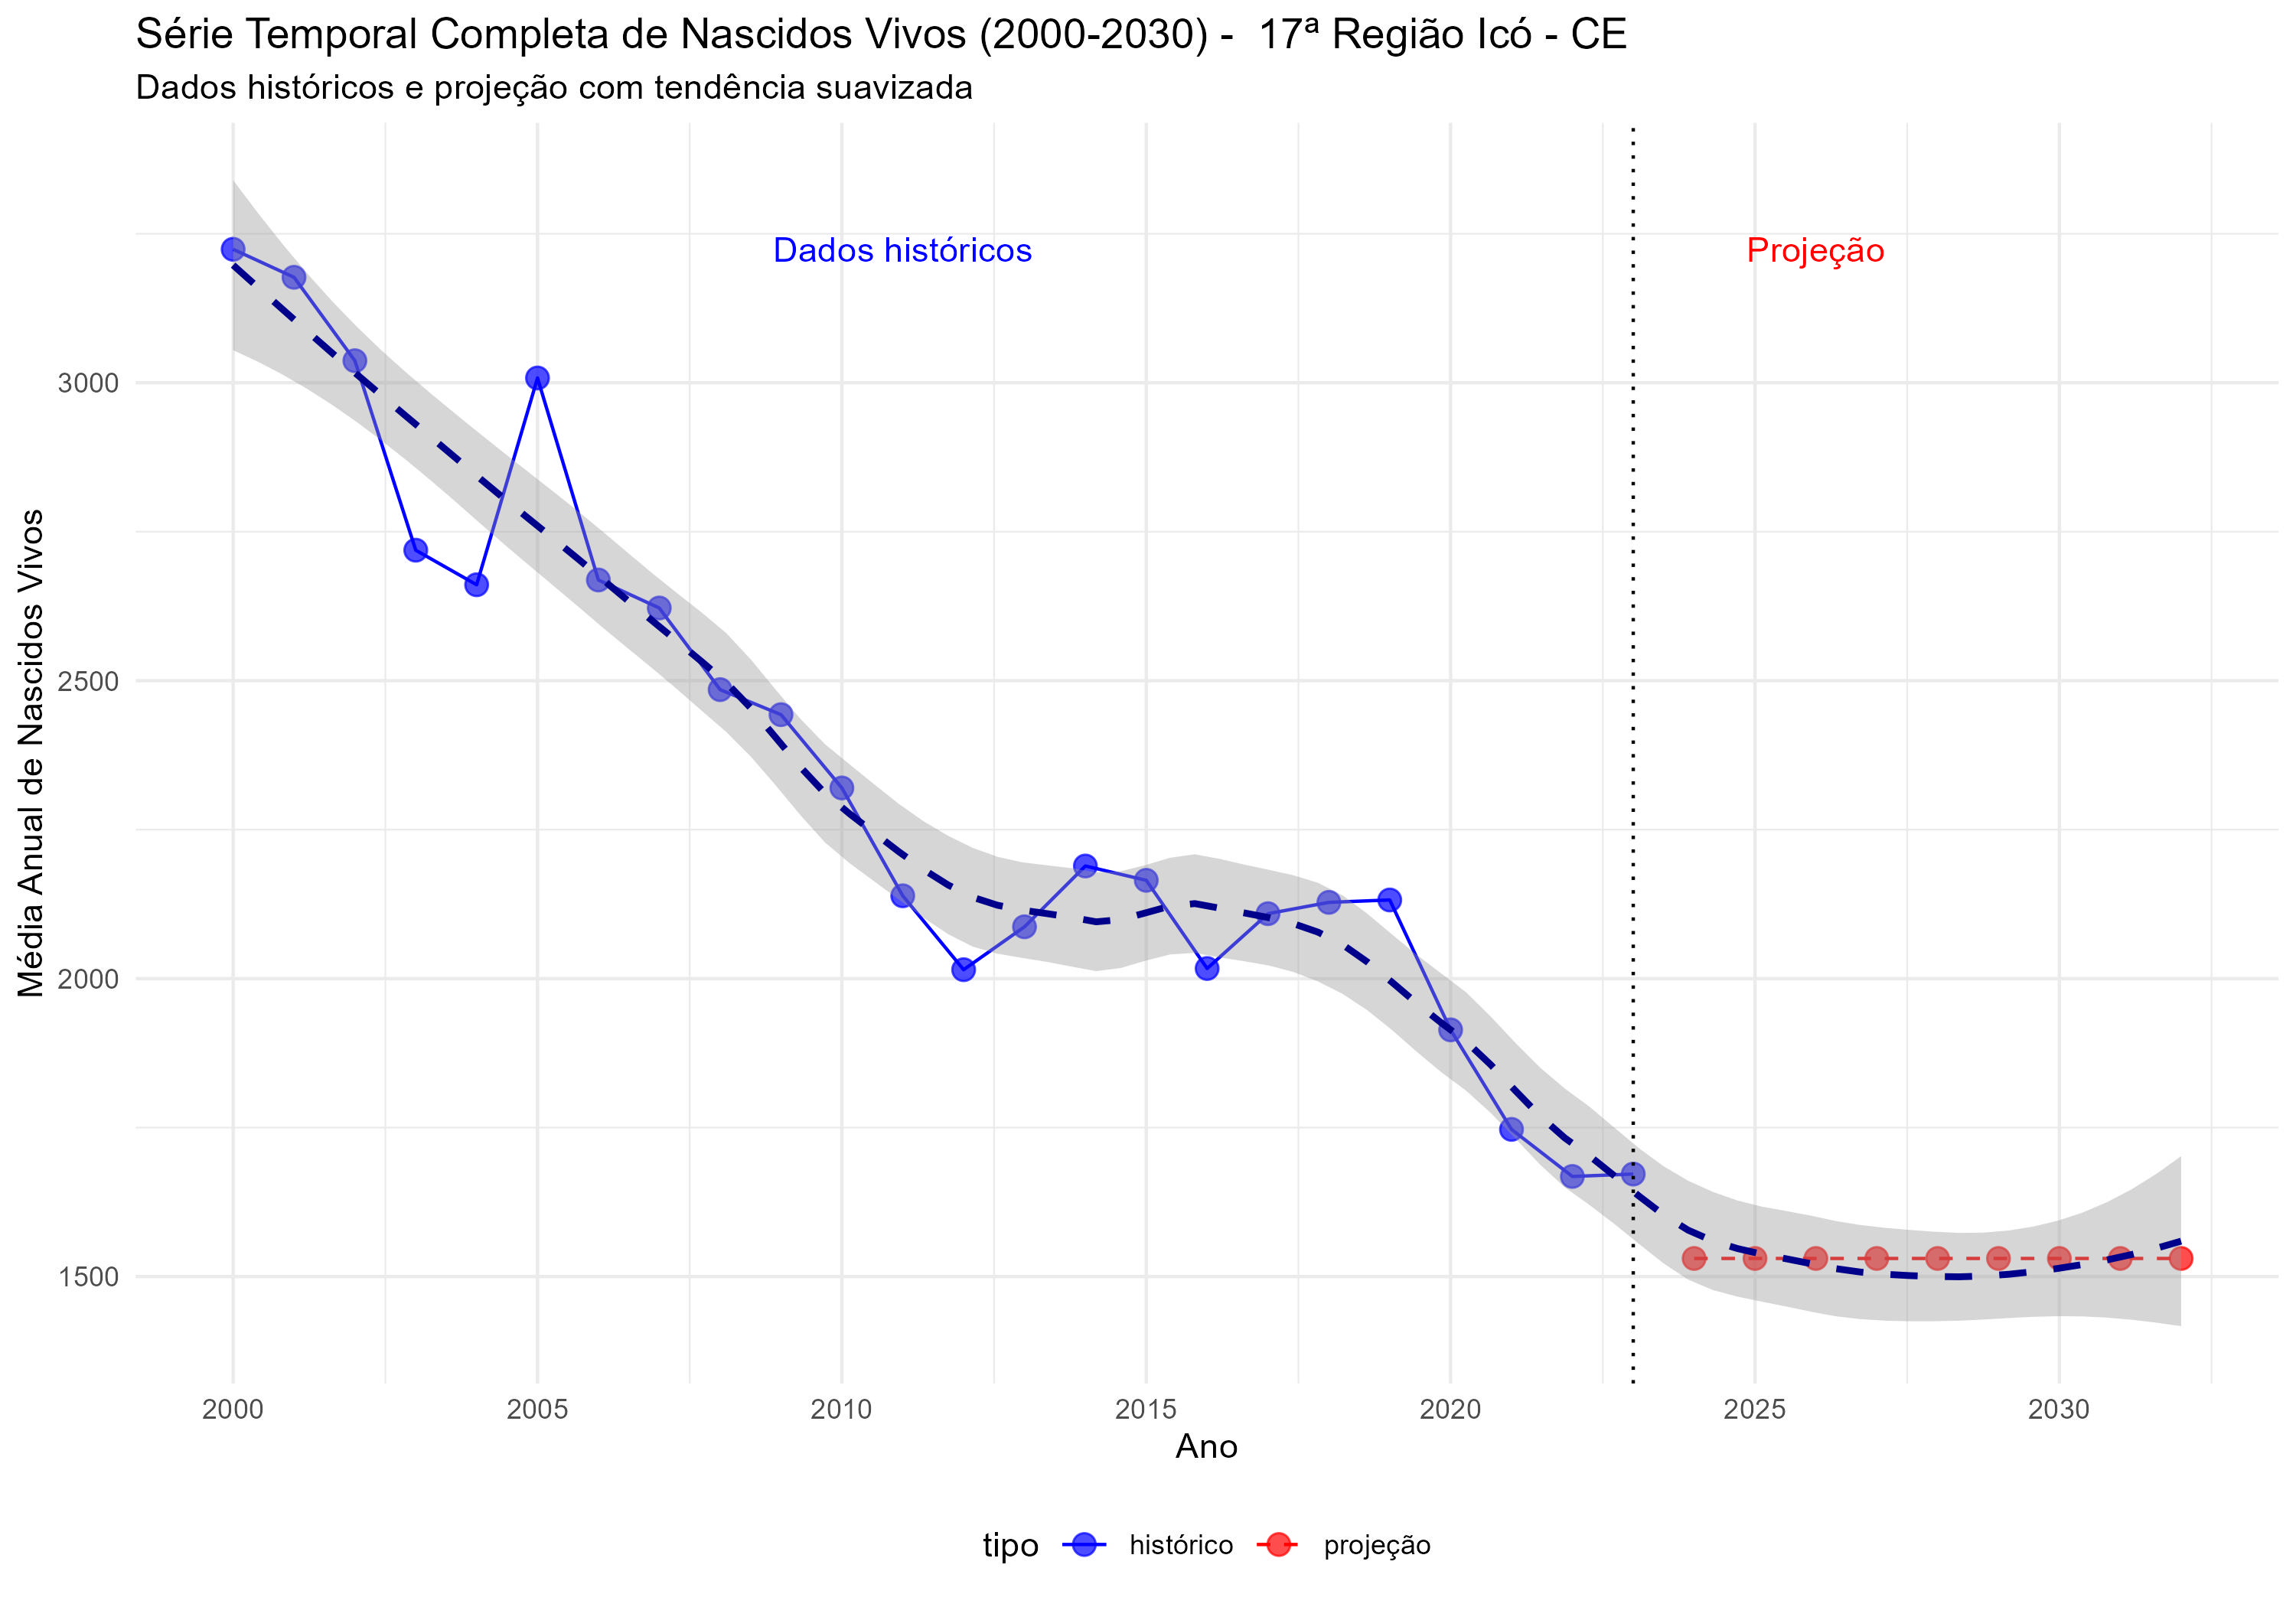 Série Temporal Completa de Nascidos Vivos (2000-2030) -  17ª Região Icó - CE
Dados históricos e projeção com tendência suavizada
Dados históricos
Projeção
Média Anual de Nascidos Vivos
3000
2500
2000
1500
2000 2005 2010 2015 2020 2025 2030
Ano
tipo histórico projeção